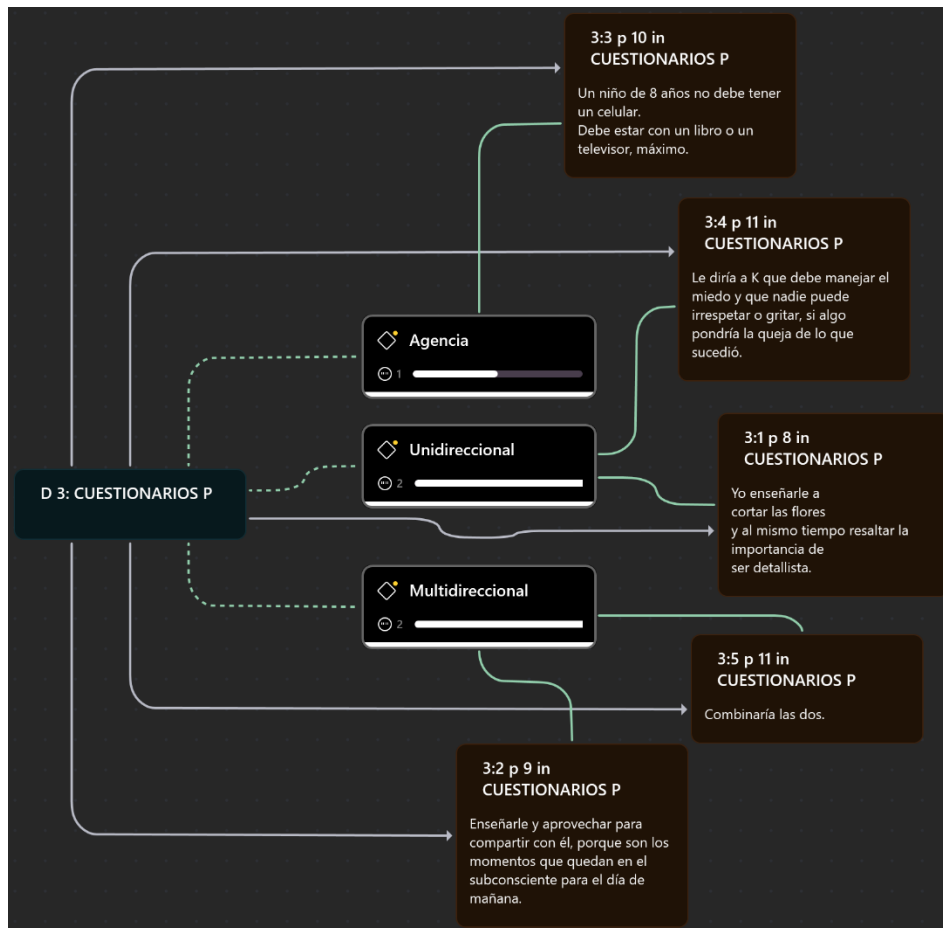 3:3 p 10 in
CUESTIONARIOS P
Un niño de 8 años no debe tener
un celular.
Debe estar con un libro o un
televisor, máximo.
3:4 p 11 in
CUESTIONARIOS P
Le diría a K que debe manejar el
miedo y que nadie puede
irrespetar o gritar, si algo
pondría la queja de lo que
sucedió.
Agencia
1
Unidireccional
2
3:1 p 8 in
CUESTIONARIOS P
Yo enseñarle a
cortar las flores
y al mismo tiempo resaltar la
importancia de
ser detallista.
D 3: CUESTIONARIOS P
Multidireccional
2
3:5 p 11 in
CUESTIONARIOS P
Combinaría las dos.
3:2 p 9 in
CUESTIONARIOS P
Enseñarle y aprovechar para
compartir con él, porque son los
momentos que quedan en el
subconsciente para el día de
mañana.